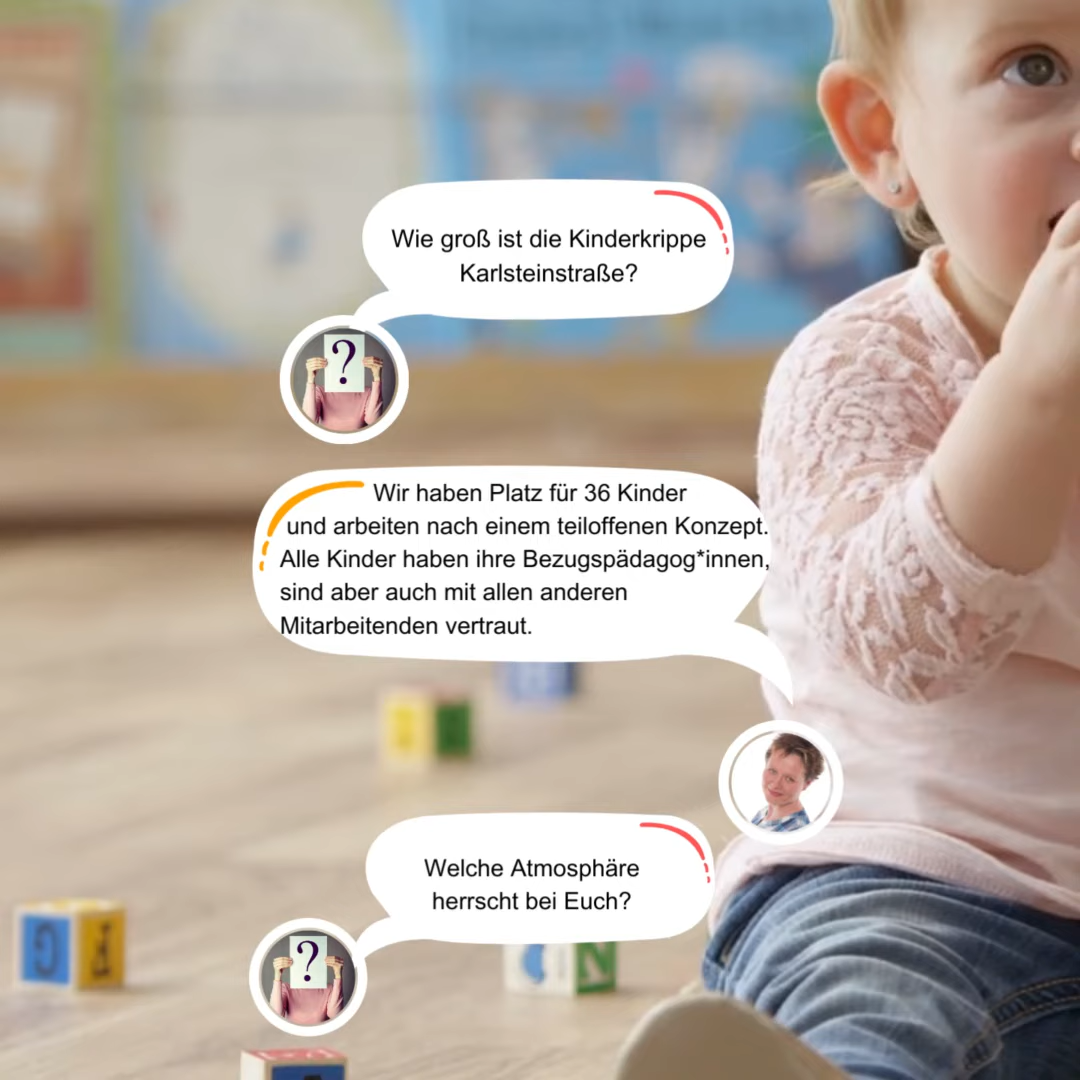 Wie groß ist die Kinderkrippe
Karlsteinstraße?
?
Wir haben Platz für 36 Kinder
und arbeiten nach einem teiloffenen Konzept.
Alle Kinder haben ihre Bezugspädagog*innen,
sind aber auch mit allen anderen
Mitarbeitenden vertraut.
Welche Atmosphäre
herrscht bei Euch?
?
G
N